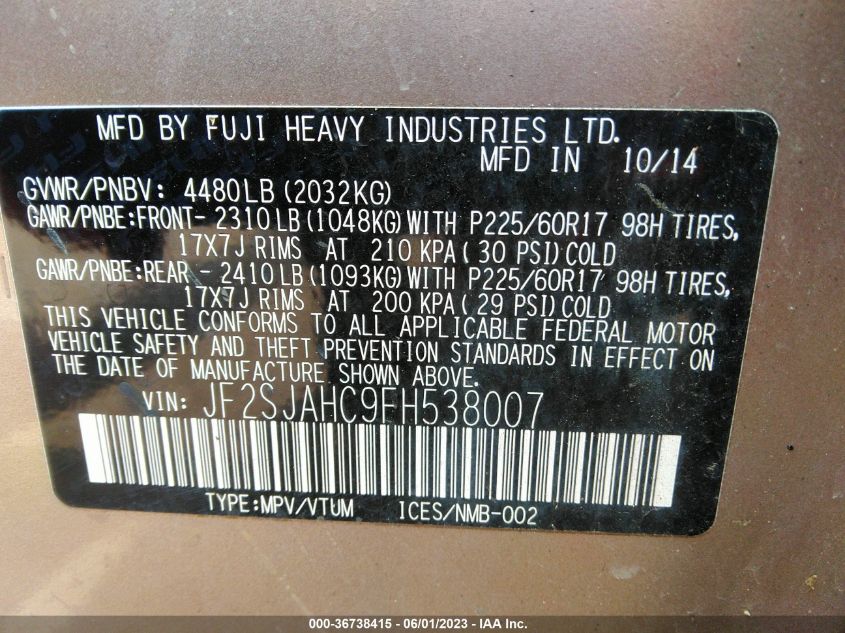 MFD BY FUJI HEAVY INDUSTRIES LTD.
MFD IN 10/14
GVWR/PNBV: 4480LB (2032KG)
GAWR/PNBE:FRONT- 2310 LB (1048KG) WITH P225/60R17 98H TIRES,
17X7J RIMS AT 210 KPA ( 30 PSI) COLD
GAWR/PNBE:REAR - 2410 LB (1093KG) WITH P225/60R17 98H TIRES,
17X7J RIMS AT 200 KPA ( 29 PSI) COLD
THIS VEHICLE CONFORMS TO ALL APPLICABLE FEDERAL MOTOR
VEHICLE SAFETY AND THEFT PREVENTION STANDARDS IN EFFECT ON
THE DATE OF MANUFACTURE SHOWN ABOVE.
VIN: JF2SJAHC9FH538007
TYPE:MPV/VTUM ICES/NMB-002
000-36738415 - 06/01/2023 - IAA Inc.